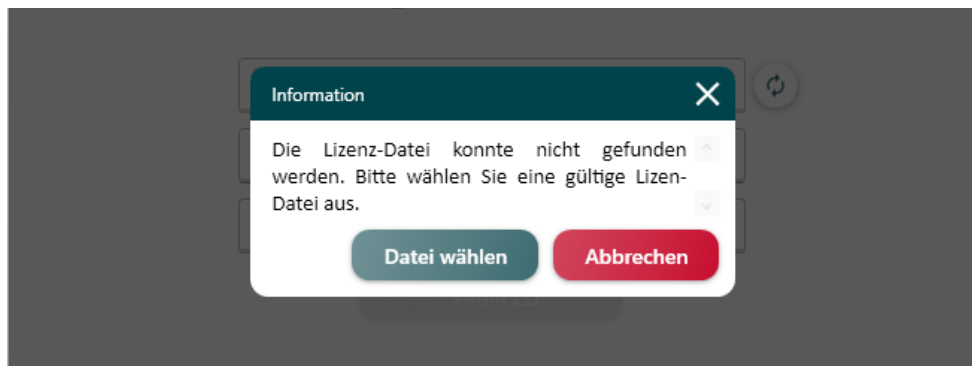 Information
Die Lizenz-Datei konnte nicht gefunden
werden. Bitte wählen Sie eine gültige Lizen-
Datei aus.
Datei wählen
Abbrechen